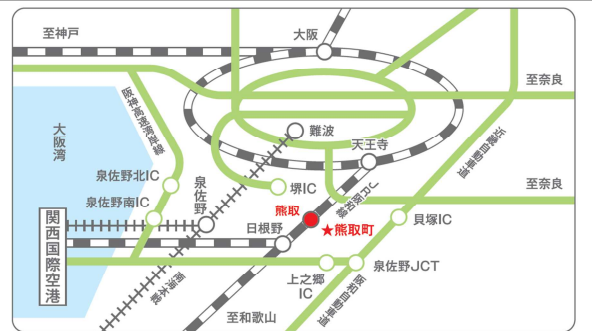 至神戸
大阪
至奈良
阪神高速湾岸線
大阪湾
難波
天王寺
近畿自動車道
泉佐野北IC
泉佐野
堺IC
JR阪和線
至奈良
泉佐野南IC
熊取
関西国際空港
日根野
★熊取町
貝塚IC
南海本線
上之郷
IC
泉佐野JCT
阪和自動車道
至和歌山